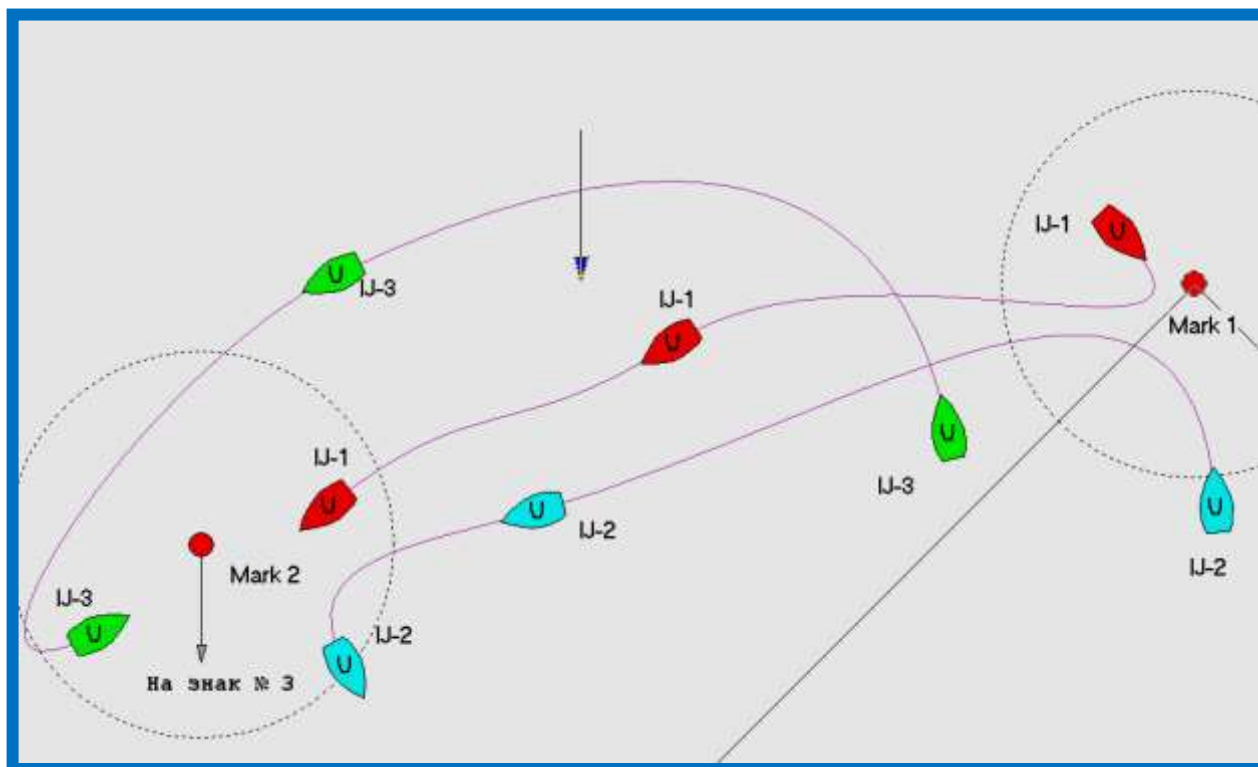 IJ-1
U
U
IJ-3
IJ-1
U
Mark 1
U
IJ-1
U
IJ-3
U
U
IJ-2
U
IJ-2
Mark 2
IJ-3
U
IJ-2
U
На знак № 3